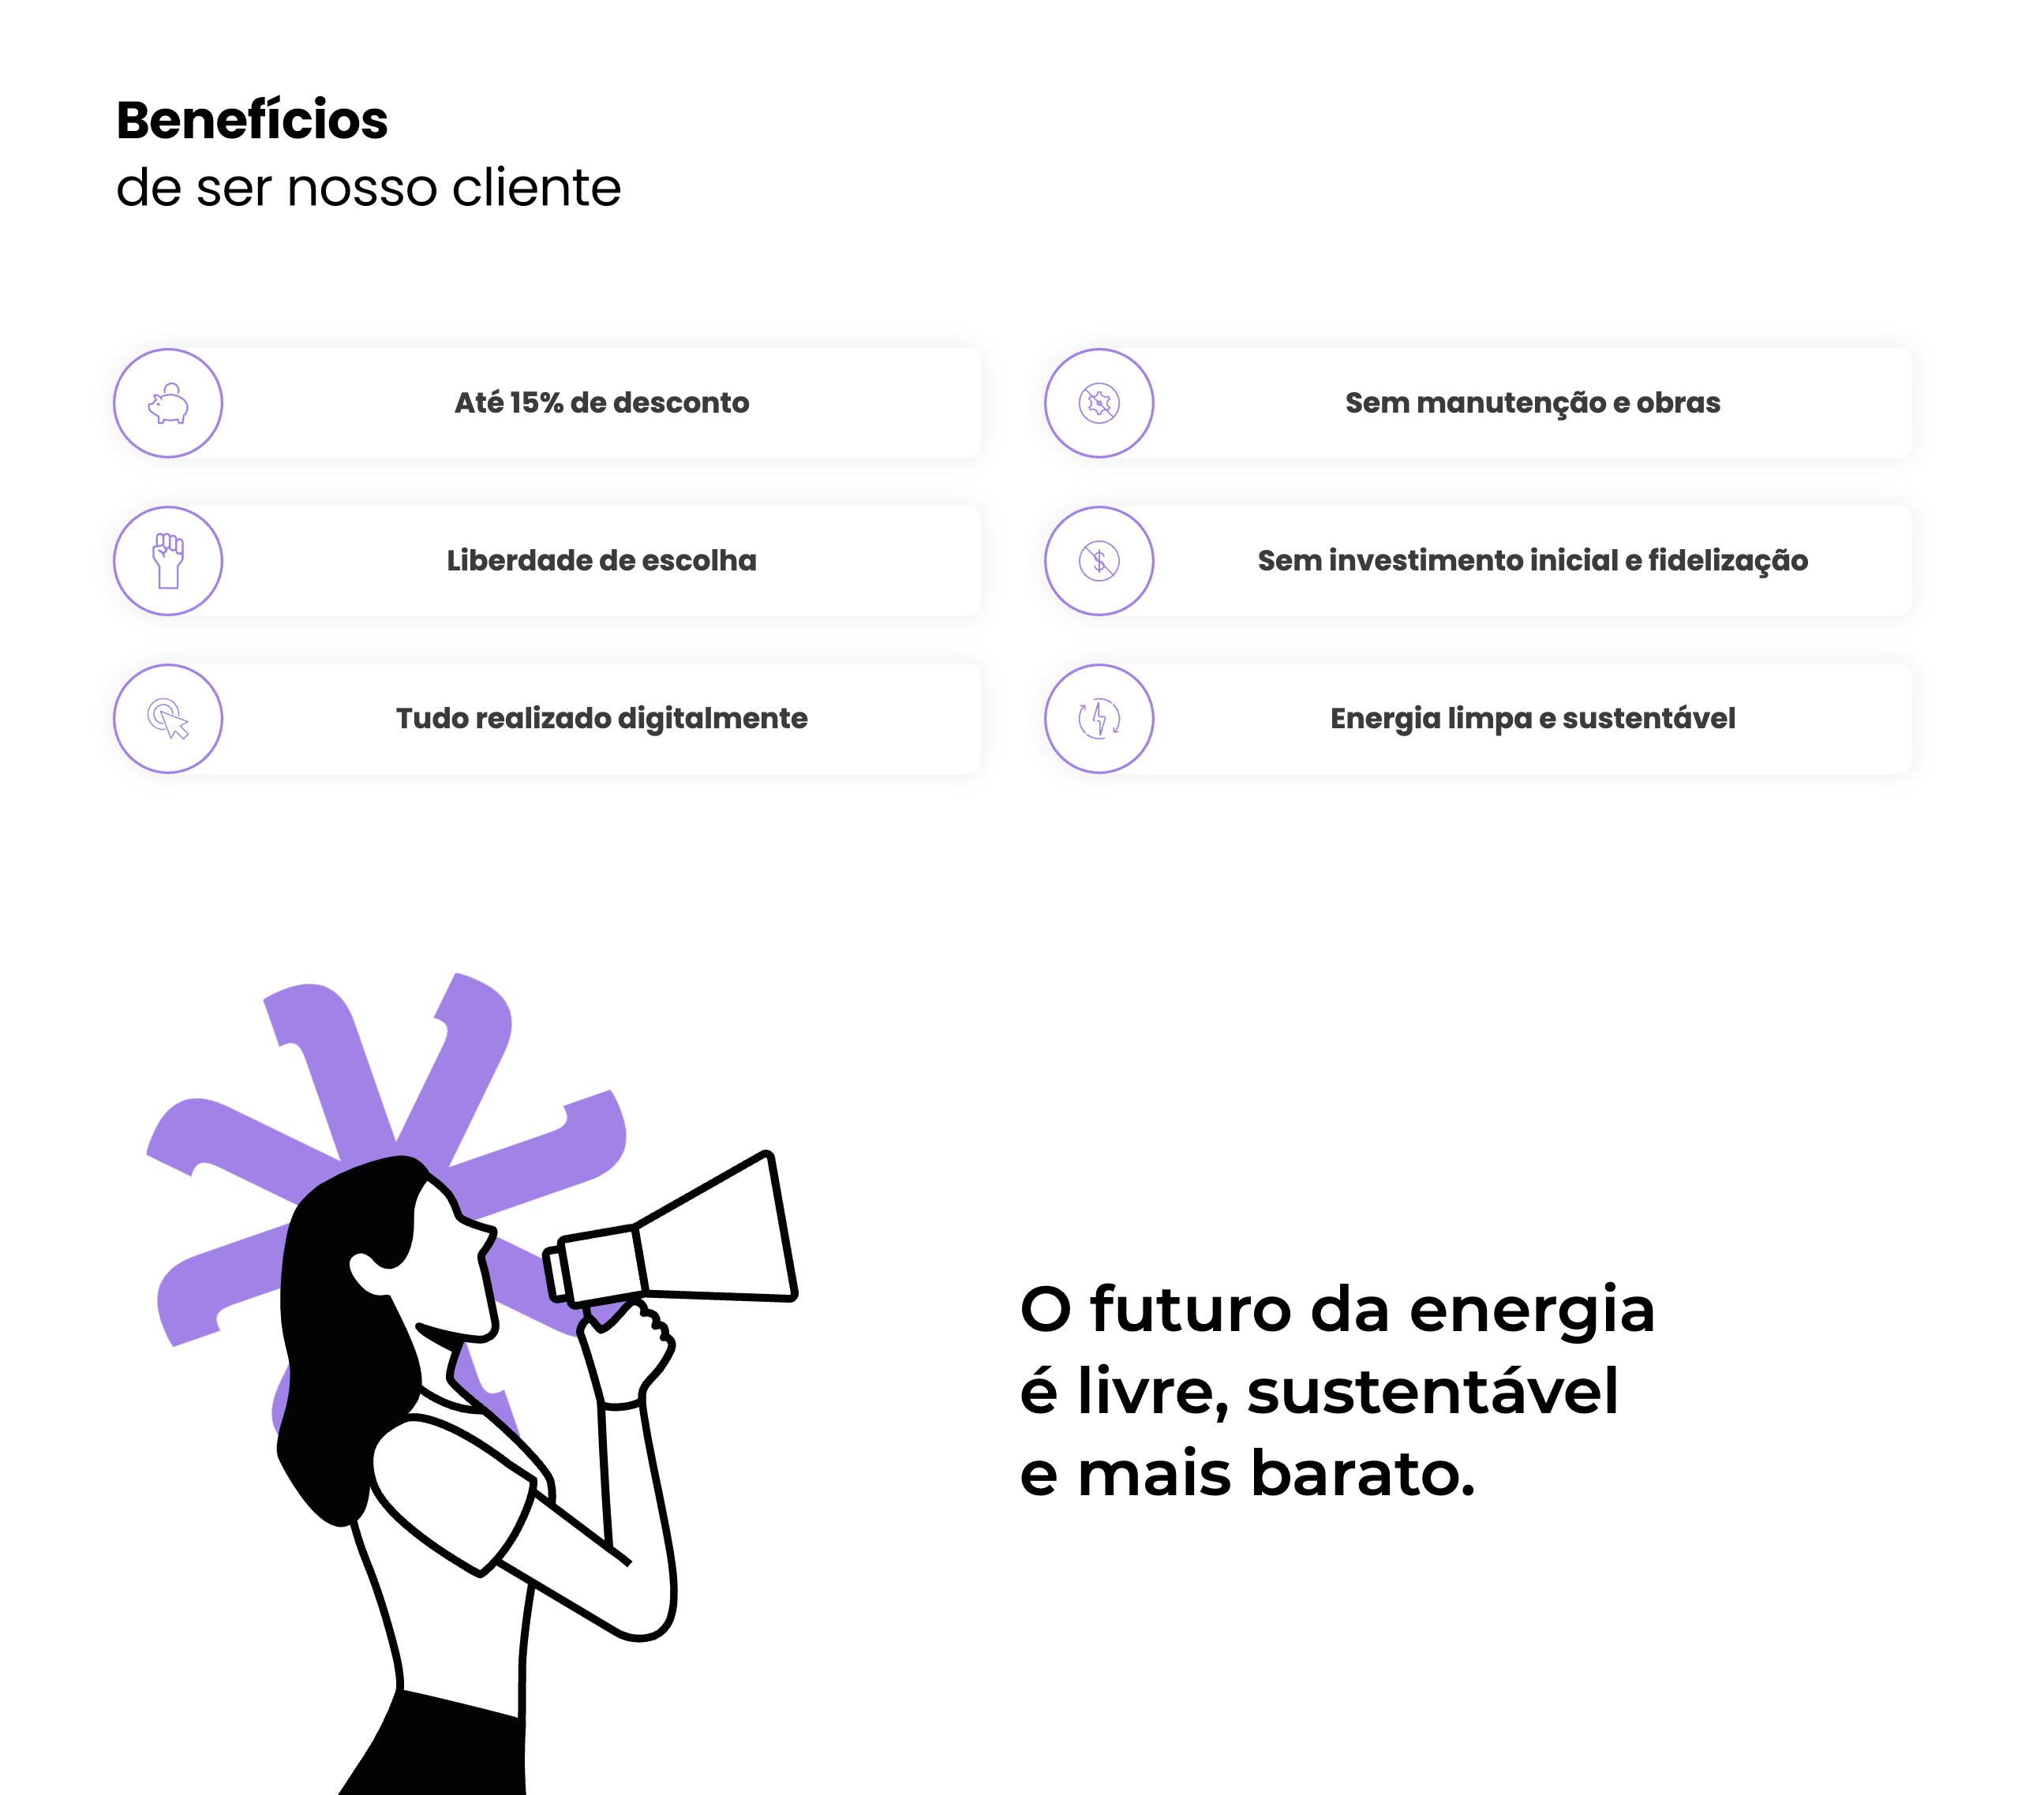 Benefícios
de ser nosso cliente
Até 15% de desconto
Sem manutenção e obras
Liberdade de escolha
Sem investimento inicial e fidelização
Tudo realizado digitalmente
Energia limpa e sustentável
O futuro da energia
é livre, sustentável
e mais barato.